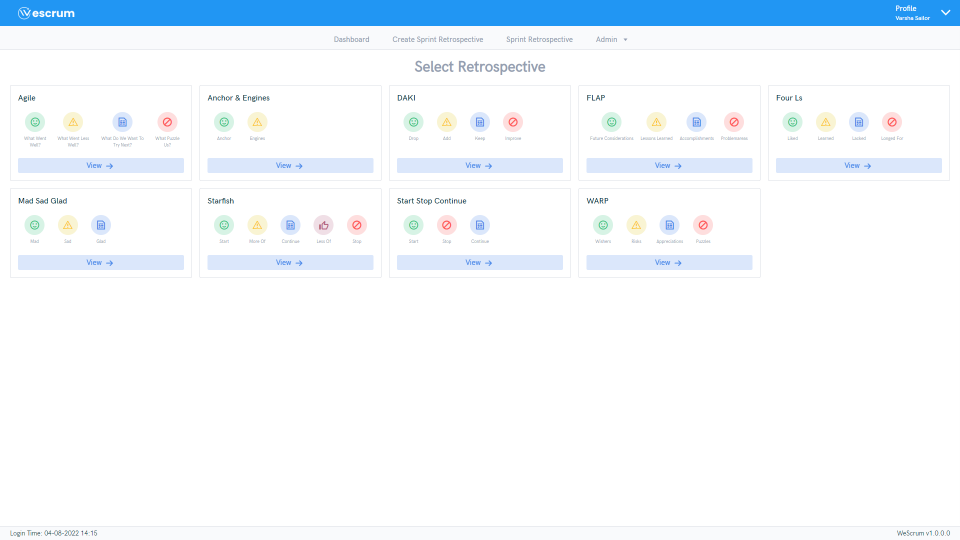 Wescrum
Profile
Varsha Sailor
Dashboard
Create Sprint Retrospective
Sprint Retrospective
Admin
Select Retrospective
Agile
What Went Well?
What Went Less Well?
What Do We Want To Try Next?
What Puzzle Us?
View
Anchor & Engines
Anchor
Engines
View
DAKI
Drop
Add
Keep
Improve
View
FLAP
Future Considerations
Lessons Learned
Accomplishments
Problemareas
View
Four Ls
Liked
Learned
Lacked
Longed For
View
Mad Sad Glad
Mad
Sad
Glad
View
Starfish
Start
More Of
Continue
Less Of
Stop
View
Start Stop Continue
Start
Stop
Continue
View
WARP
Wishes
Risks
Appreciations
Puzzles
View
Login Time: 04-08-2022 14:15
WeScrum v1.0.0.0